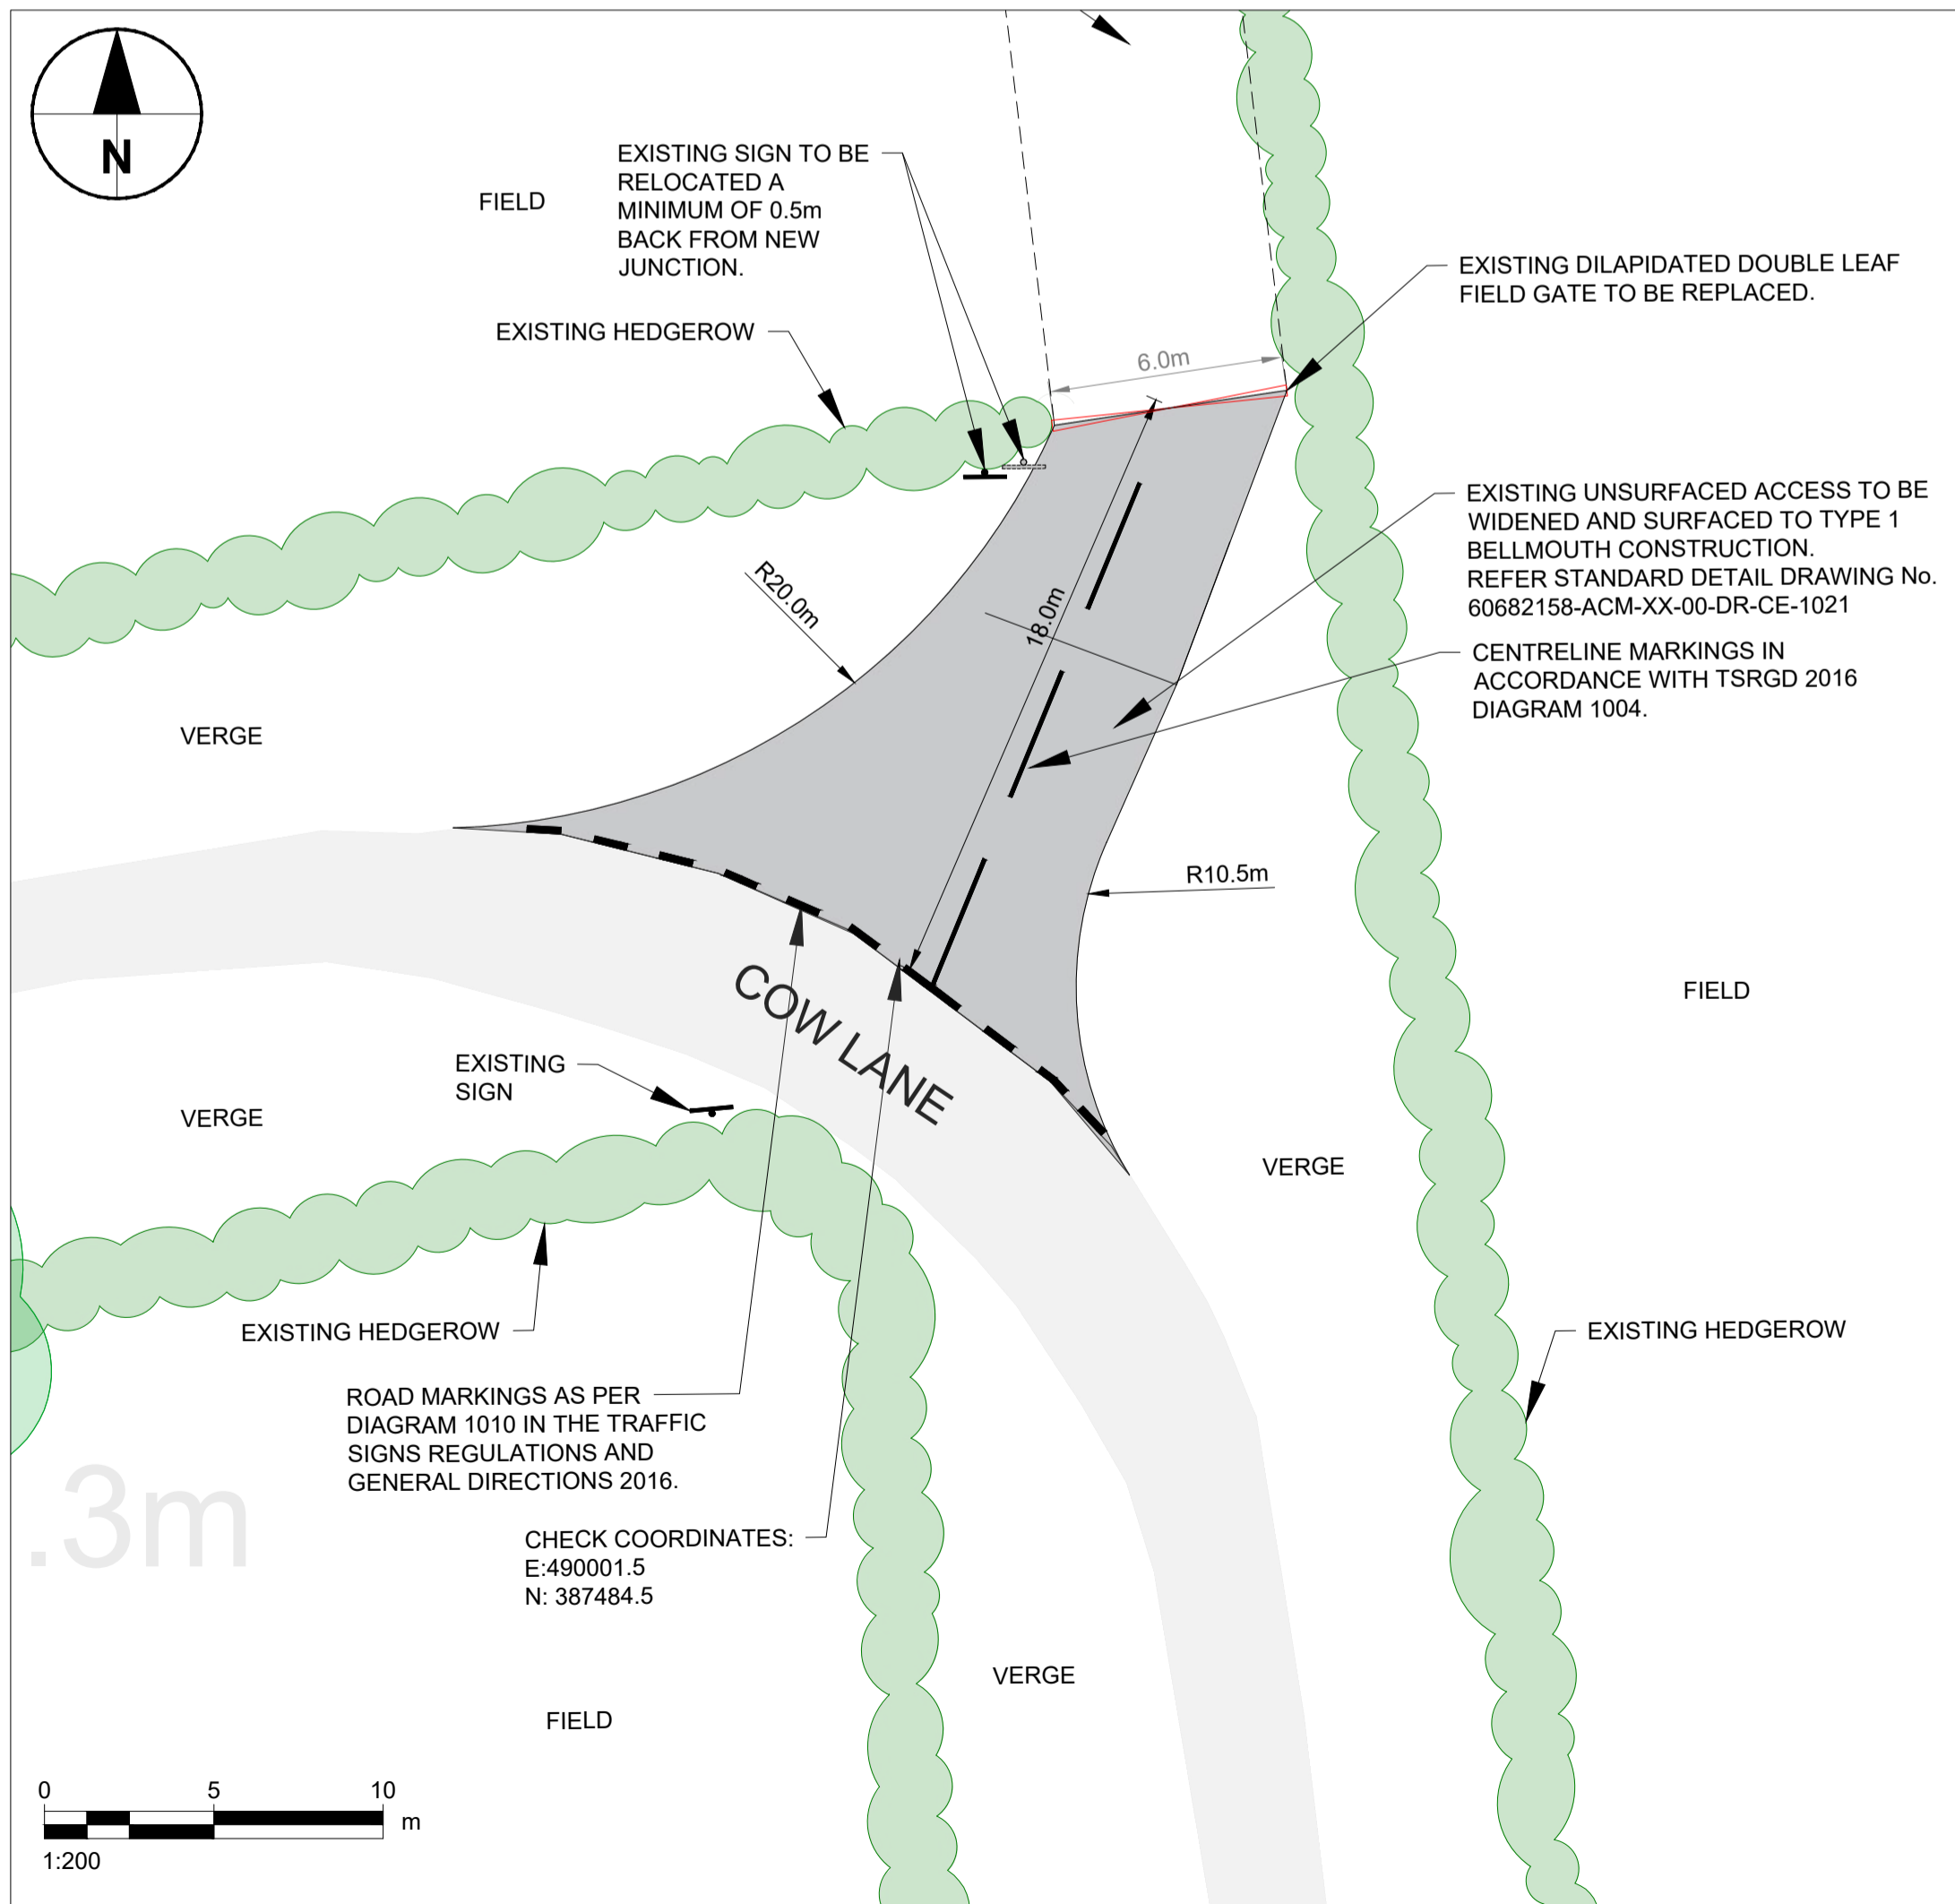 N
EXISTING SIGN TO BE
RELOCATED A
MINIMUM OF 0.5m
BACK FROM NEW
JUNCTION.
FIELD
EXISTING DILAPIDATED DOUBLE LEAF
FIELD GATE TO BE REPLACED.
EXISTING HEDGEROW
6.0m
EXISTING UNSURFACED ACCESS TO BE
WIDENED AND SURFACED TO TYPE 1
BELLMOUTH CONSTRUCTION.
REFER STANDARD DETAIL DRAWING No.
60682158-ACM-XX-00-DR-CE-1021
R20.0m
18.0m
CENTRELINE MARKINGS IN
ACCORDANCE WITH TSRGD 2016
DIAGRAM 1004.
VERGE
R10.5m
COW LANE
FIELD
EXISTING
SIGN
VERGE
VERGE
EXISTING HEDGEROW
EXISTING HEDGEROW
ROAD MARKINGS AS PER
DIAGRAM 1010 IN THE TRAFFIC
SIGNS REGULATIONS AND
GENERAL DIRECTIONS 2016.
.3m
CHECK COORDINATES:
E:490001.5
N: 387484.5
VERGE
FIELD
0 5 10
m
1:200